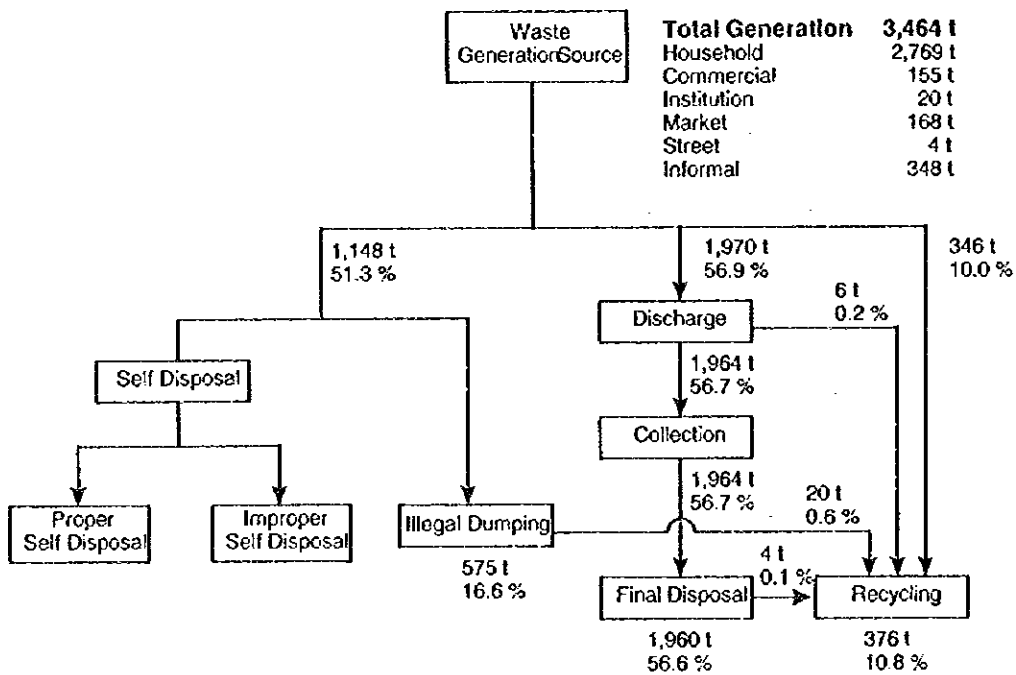 Waste
GenerationSource
Total Generation 3,464 t
Household 2,769 t
Commercial 155 t
Institution 20 t
Market 168 t
Street 4 t
Informal 348 t
1,148 t
51.3 %
1,970 t
56.9 %
346 t
10.0 %
6 t
0.2 %
Discharge
1,964 t
56.7 %
Self Disposal
Collection
1,964 t
56.7 %
20 t
0.6 %
Proper
Self Disposal
Improper
Self Disposal
Illegal Dumping
575 t
16.6 %
4 t
0.1 %
Final Disposal
Recycling
1,960 t
56.6 %
376 t
10.8 %